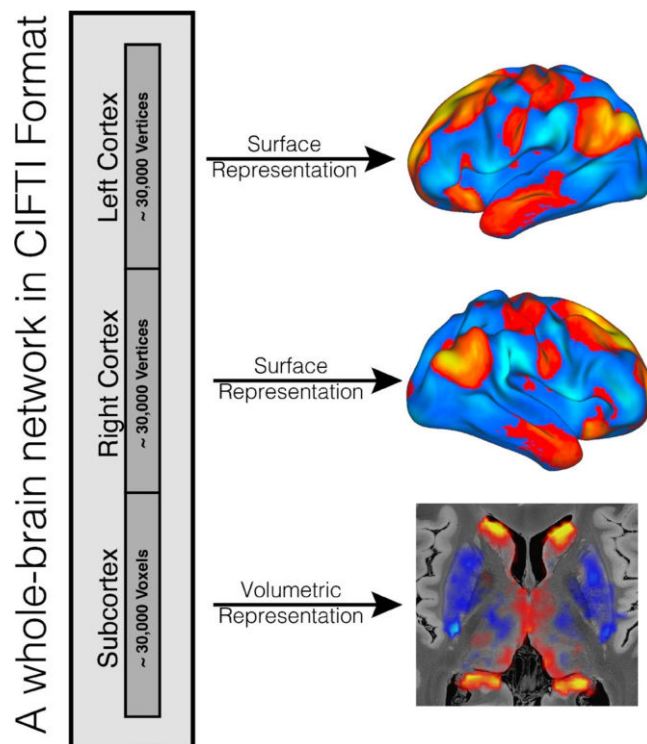 A whole-brain network in CIFTI Format
Left Cortex
~ 30,000 Vertices
Surface
Representation
Right Cortex
~ 30,000 Vertices
Surface
Representation
Subcortex
~ 30,000 Voxels
Volumetric
Representation